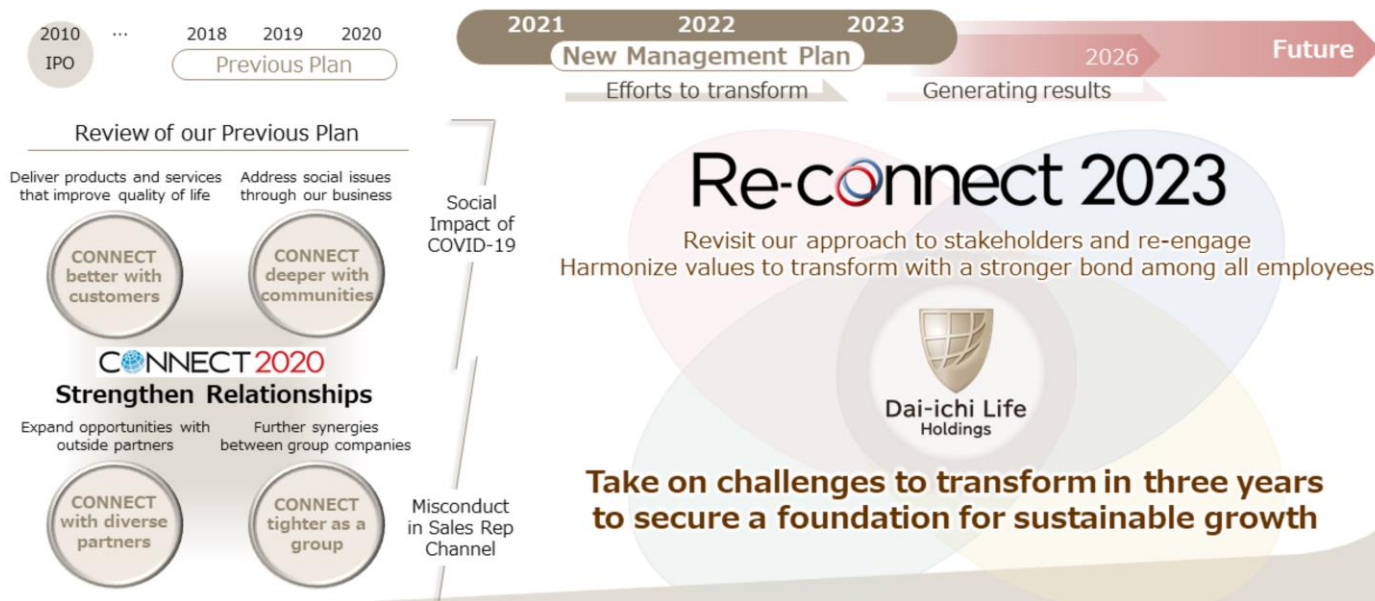 2010
IPO
...
2018 2019 2020
Previous Plan
2021 2022 2023
New Management Plan
2026
Future
Efforts to transform
Generating results
Review of our Previous Plan
Deliver products and services
that improve quality of life
Address social issues
through our business
CONNECT
better with
customers
CONNECT
deeper with
communities
CONNECT 2020
Strengthen Relationships
Expand opportunities with
outside partners
Further synergies
between group companies
CONNECT
with diverse
partners
CONNECT
tighter as a
group
Social
Impact of
COVID-19
Misconduct
in Sales Rep
Channel
Re-connect 2023
Revisit our approach to stakeholders and re-engage
Harmonize values to transform with a stronger bond among all employees
Dai-ichi Life
Holdings
Take on challenges to transform in three years
to secure a foundation for sustainable growth